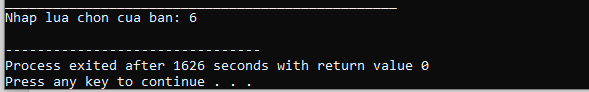 Nhap lua chon cua ban: 6
--------------------------------
Process exited after 1626 seconds with return value 0
Press any key to continue . . .